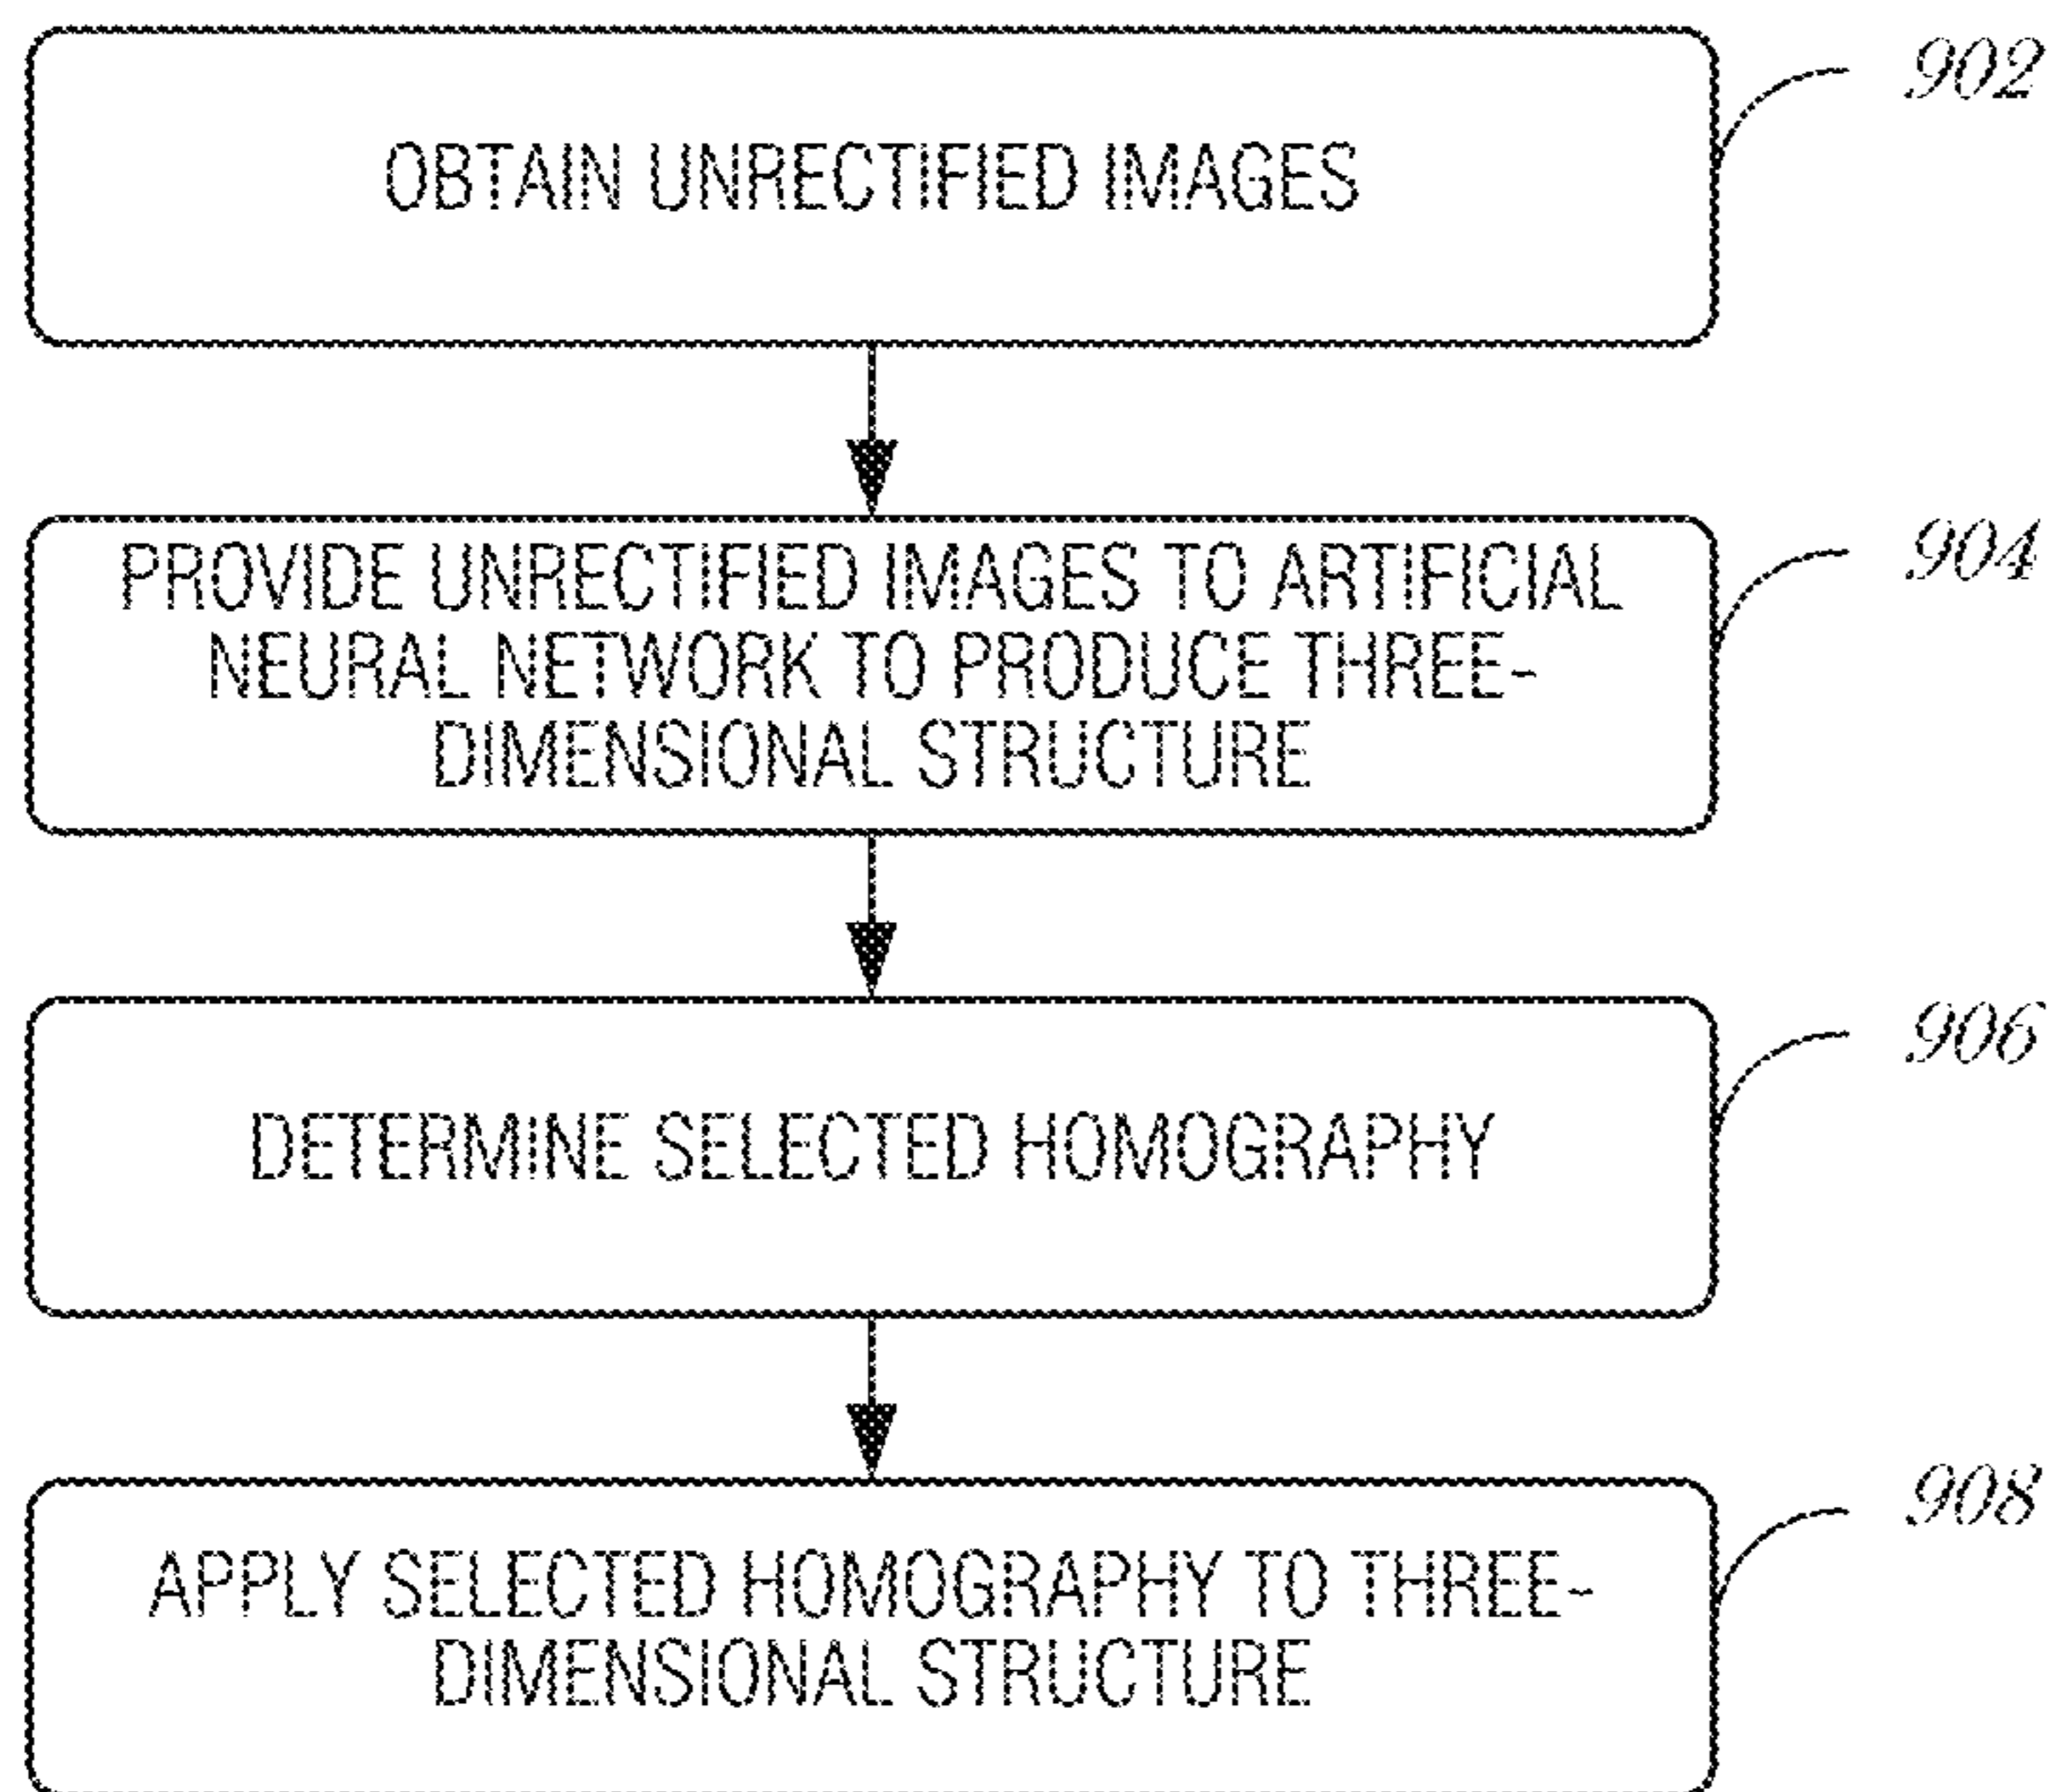 902
OBTAIN UNRECTIFIED IMAGES
904
PROVIDE UNRECTIFIED IMAGES TO ARTIFICIAL
NEURAL NETWORK TO PRODUCE THREE-
DIMENSIONAL STRUCTURE
906
DETERMINE SELECTED HOMOGRAPHY
908
APPLY SELECTED HOMOGRAPHY TO THREE-
DIMENSIONAL STRUCTURE